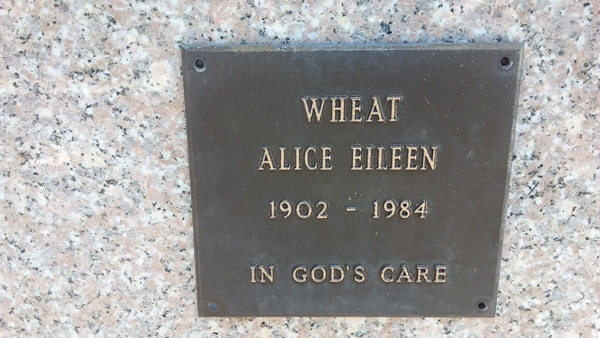 WHEAT
ALICE EILEEN
1902 - 1984
IN GOD'S CARE